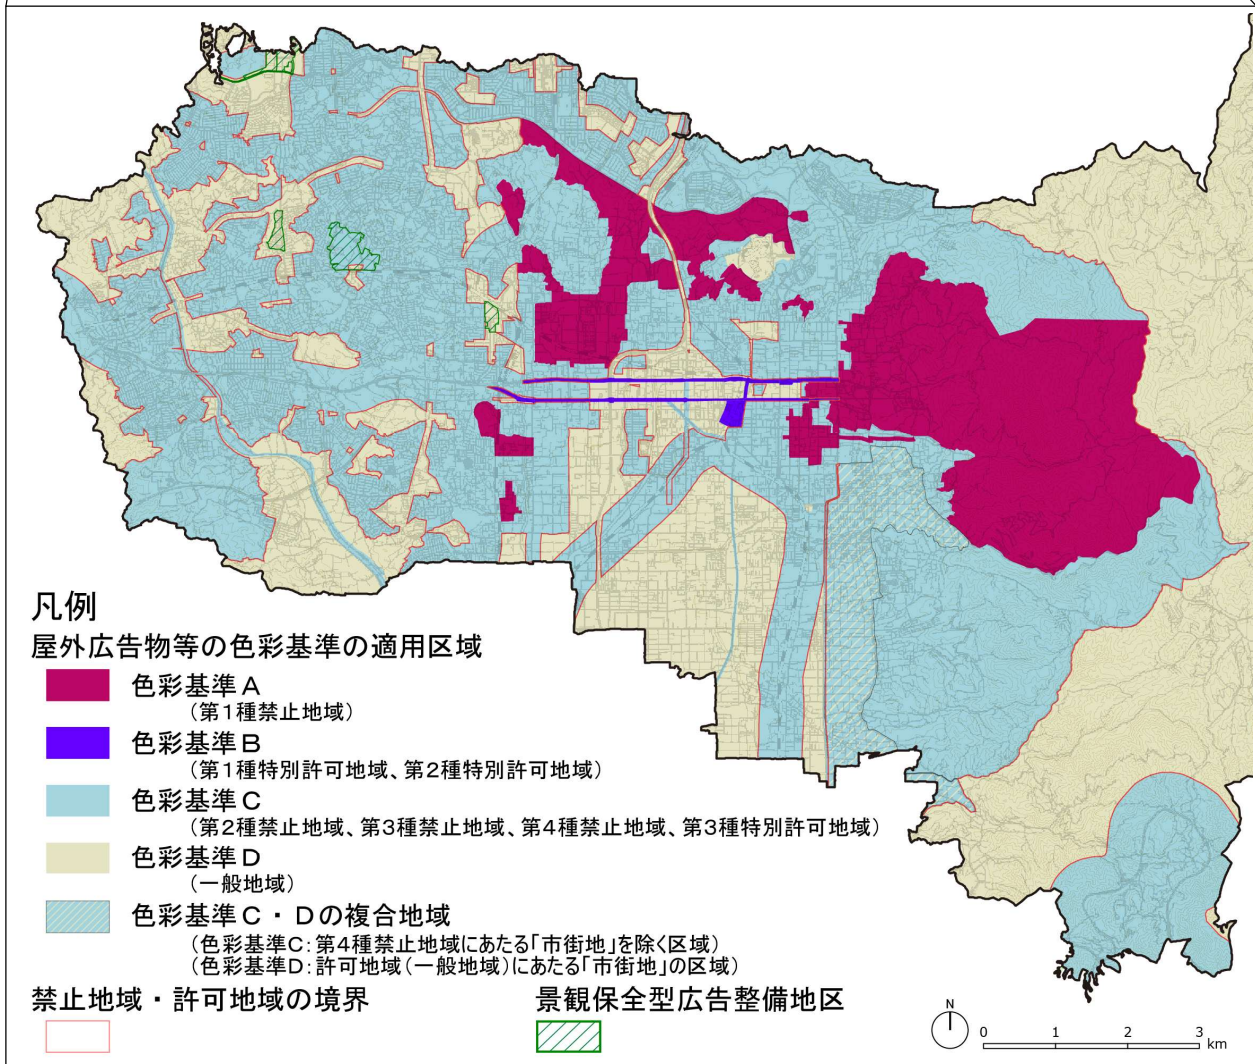 凡例
屋外広告物等の色彩基準の適用区域
色彩基準A
（第1種禁止地域）
色彩基準B
（第1種特別許可地域、第2種特別許可地域）
色彩基準C
（第2種禁止地域、第3種禁止地域、第4種禁止地域、第3種特別許可地域）
色彩基準D
（一般地域）
色彩基準C・Dの複合地域
（色彩基準C：第4種禁止地域にあたる「市街地」を除く区域）
（色彩基準D：許可地域（一般地域）にあたる「市街地」の区域）
禁止地域・許可地域の境界
景観保全型広告整備地区
N
0 1 2 3
km